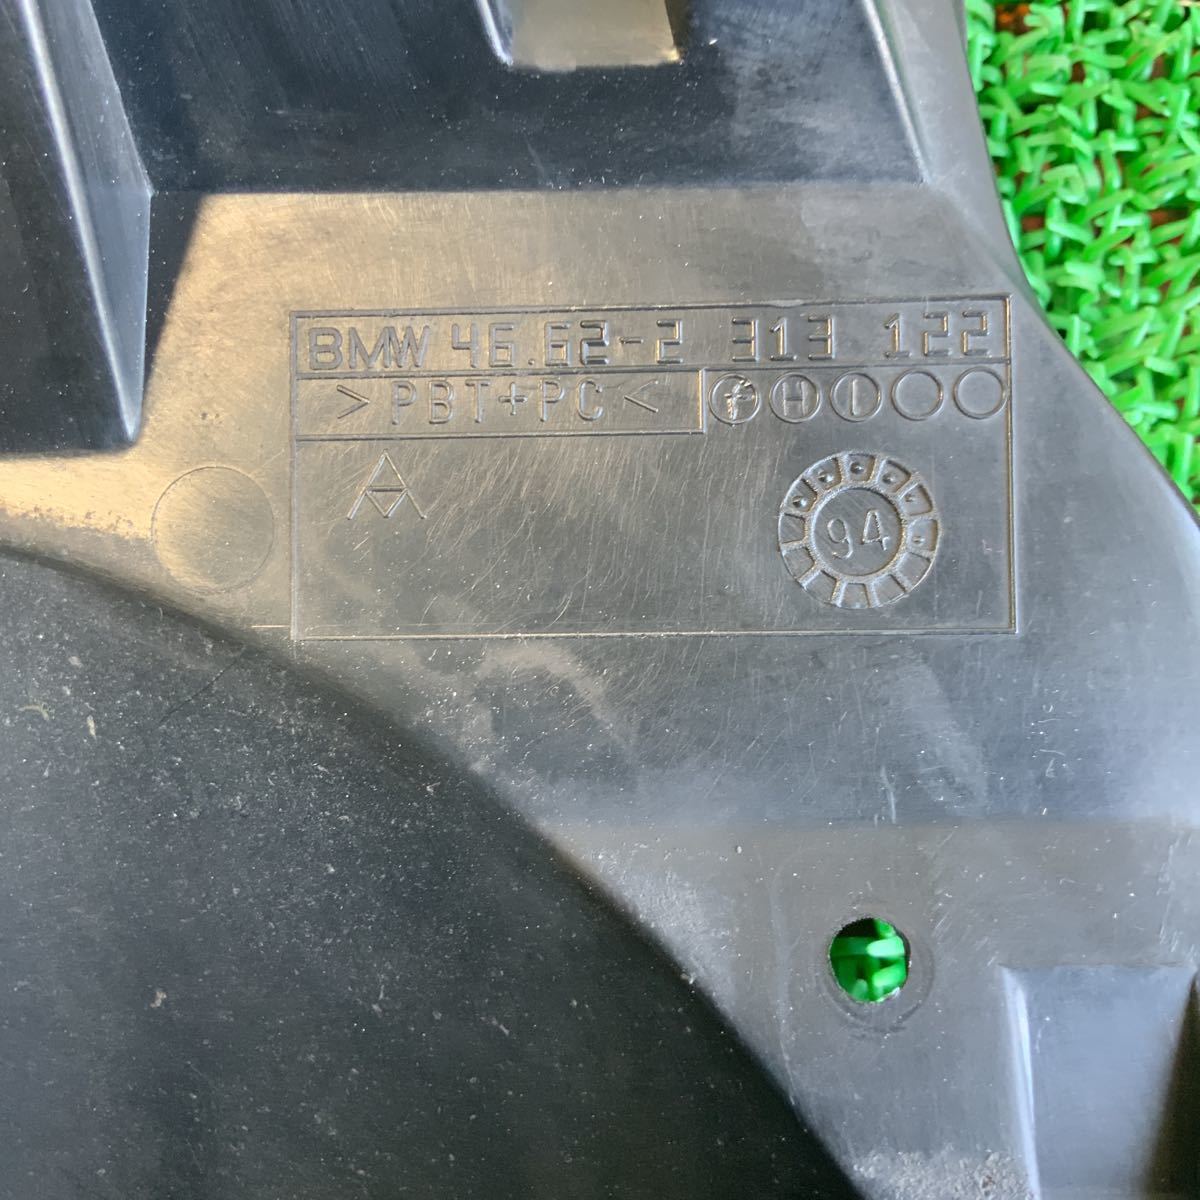 BMW 46.62-2 313 122
>PBT+PC< f H I
94